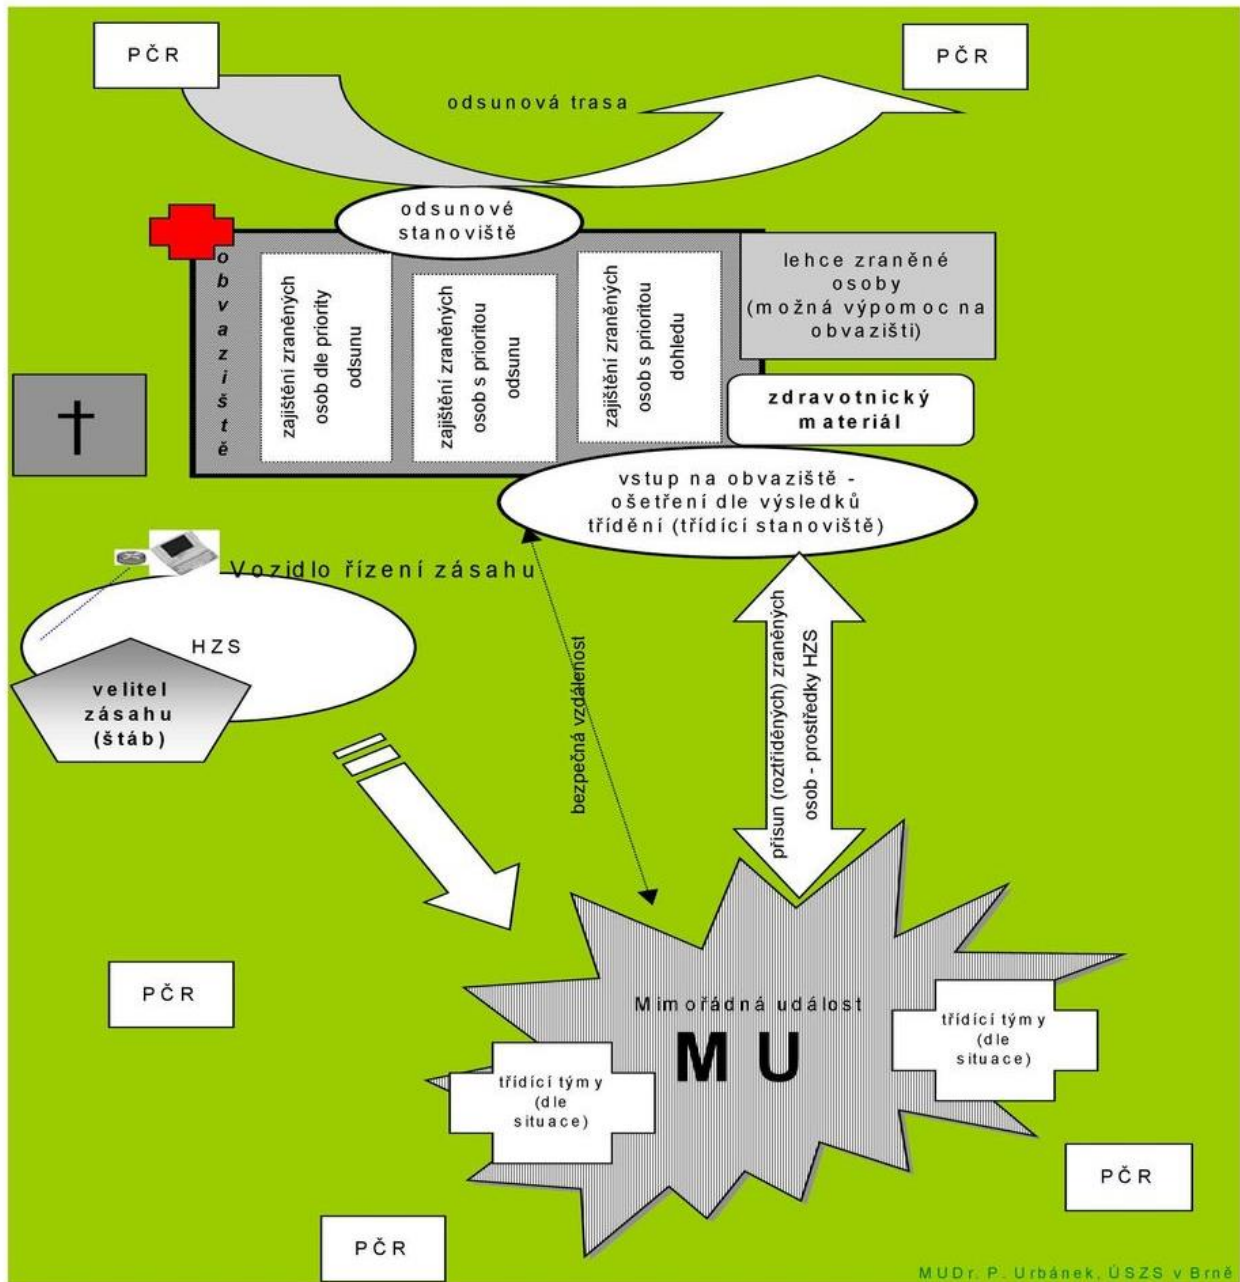 PČR
PČR
odsunová trasa
odsunové
stanoviště
obvaziště
zajištění zraněných
osob dle priority
odsunu
zajištění zraněných
osob s prioritou
odsunu
zajištění zraněných
osob s prioritou
dohledu
lehce zraněné
osoby
(možná výpomoc na
obvazišti)
zdravotnický
materiál
vstup na obvaziště -
ošetření dle výsledků
třídění (třídící stanoviště)
Vozidlo řízení zásahu
HZS
velitel
zásahu
(štáb)
bezpečná vzdálenost
přísun (roztříděných) zraněných
osob - prostředky HZS
PČR
Mimořádná událost
MU
třídící týmy
(dle
situace)
třídící týmy
(dle
situace)
PČR
PČR
MUDr. P. Urbánek, ÚSZS v Brně